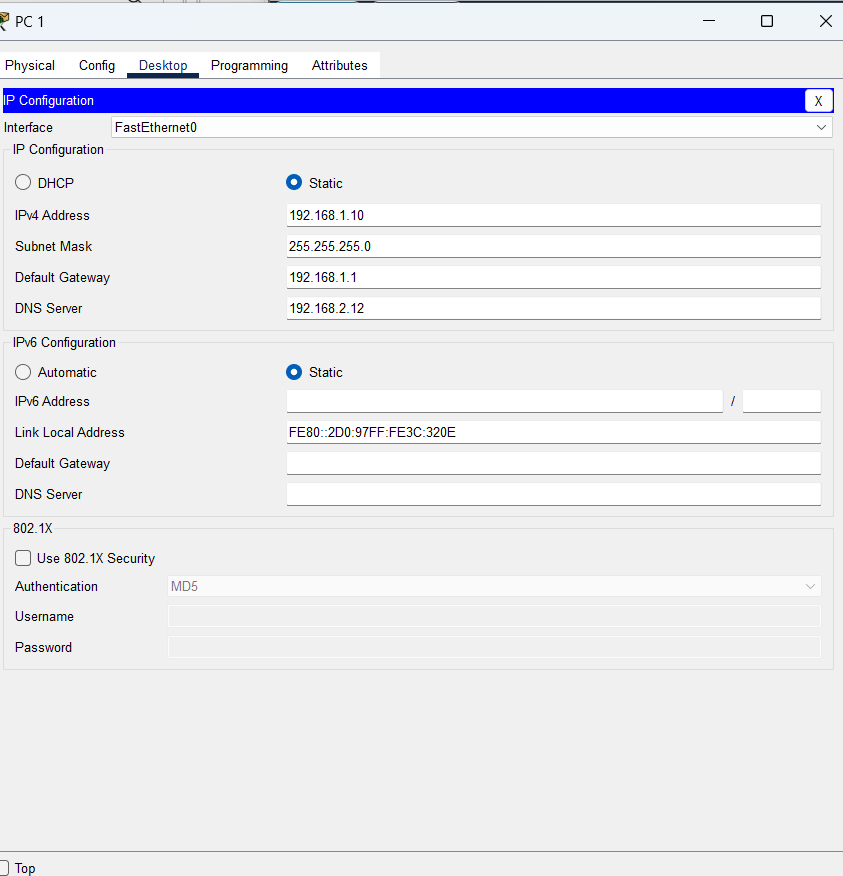 PC 1
Physical Config Desktop Programming Attributes
IP Configuration X
Interface FastEthernet0
IP Configuration
DHCP Static
IPv4 Address 192.168.1.10
Subnet Mask 255.255.255.0
Default Gateway 192.168.1.1
DNS Server 192.168.2.12
IPv6 Configuration
Automatic Static
IPv6 Address /
Link Local Address FE80::2D0:97FF:FE3C:320E
Default Gateway
DNS Server
802.1X
Use 802.1X Security
Authentication MD5
Username
Password
Top